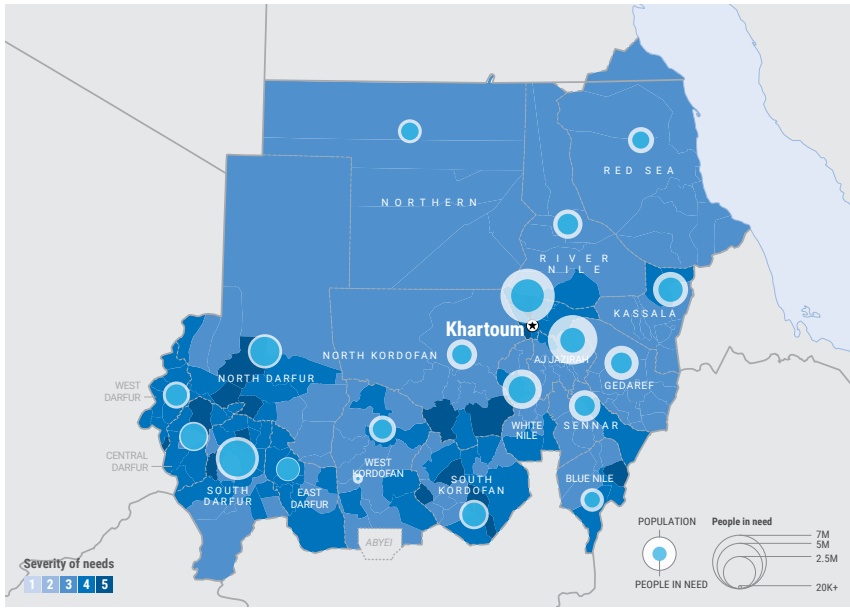 RED SEA
NORTHERN
RIVER
NILE
Khartoum
KASSALA
NORTH KORDOFAN
AJ JAZIRAH
GEDAREF
NORTH DARFUR
WEST
DARFUR
WHITE
NILE
SENNAR
CENTRAL
DARFUR
WEST
KORDOFAN
SOUTH
KORDOFAN
BLUE NILE
SOUTH
DARFUR
EAST
DARFUR
ABYEI
Severity of needs
1 2 3 4 5
POPULATION
PEOPLE IN NEED
People in need
7M
5M
2.5M
20K+